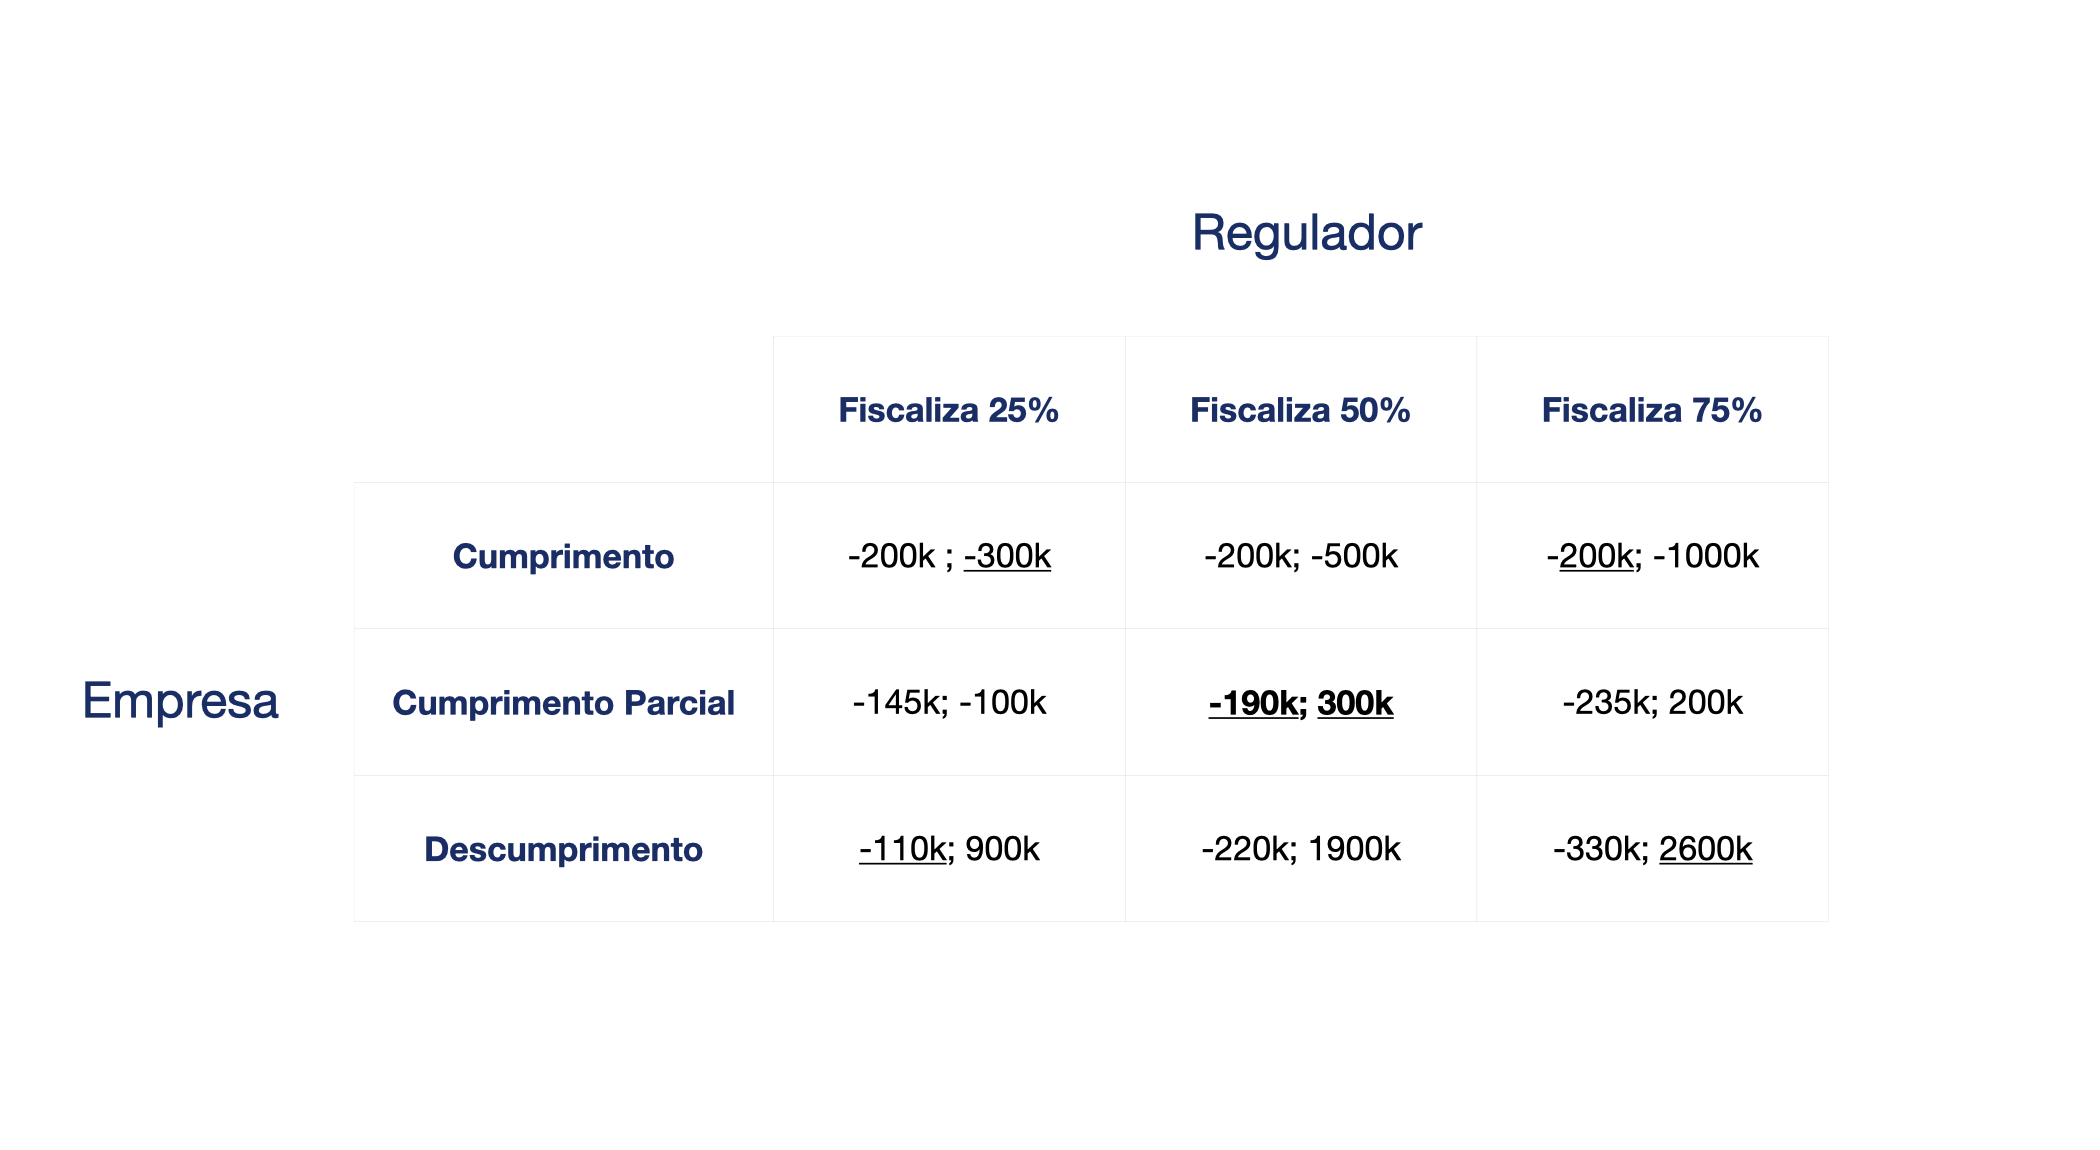 Regulador
Fiscaliza 25% Fiscaliza 50% Fiscaliza 75%
Cumprimento -200k ; -300k -200k; -500k -200k; -1000k
Empresa Cumprimento Parcial -145k; -100k -190k; 300k -235k; 200k
Descumprimento -110k; 900k -220k; 1900k -330k; 2600k